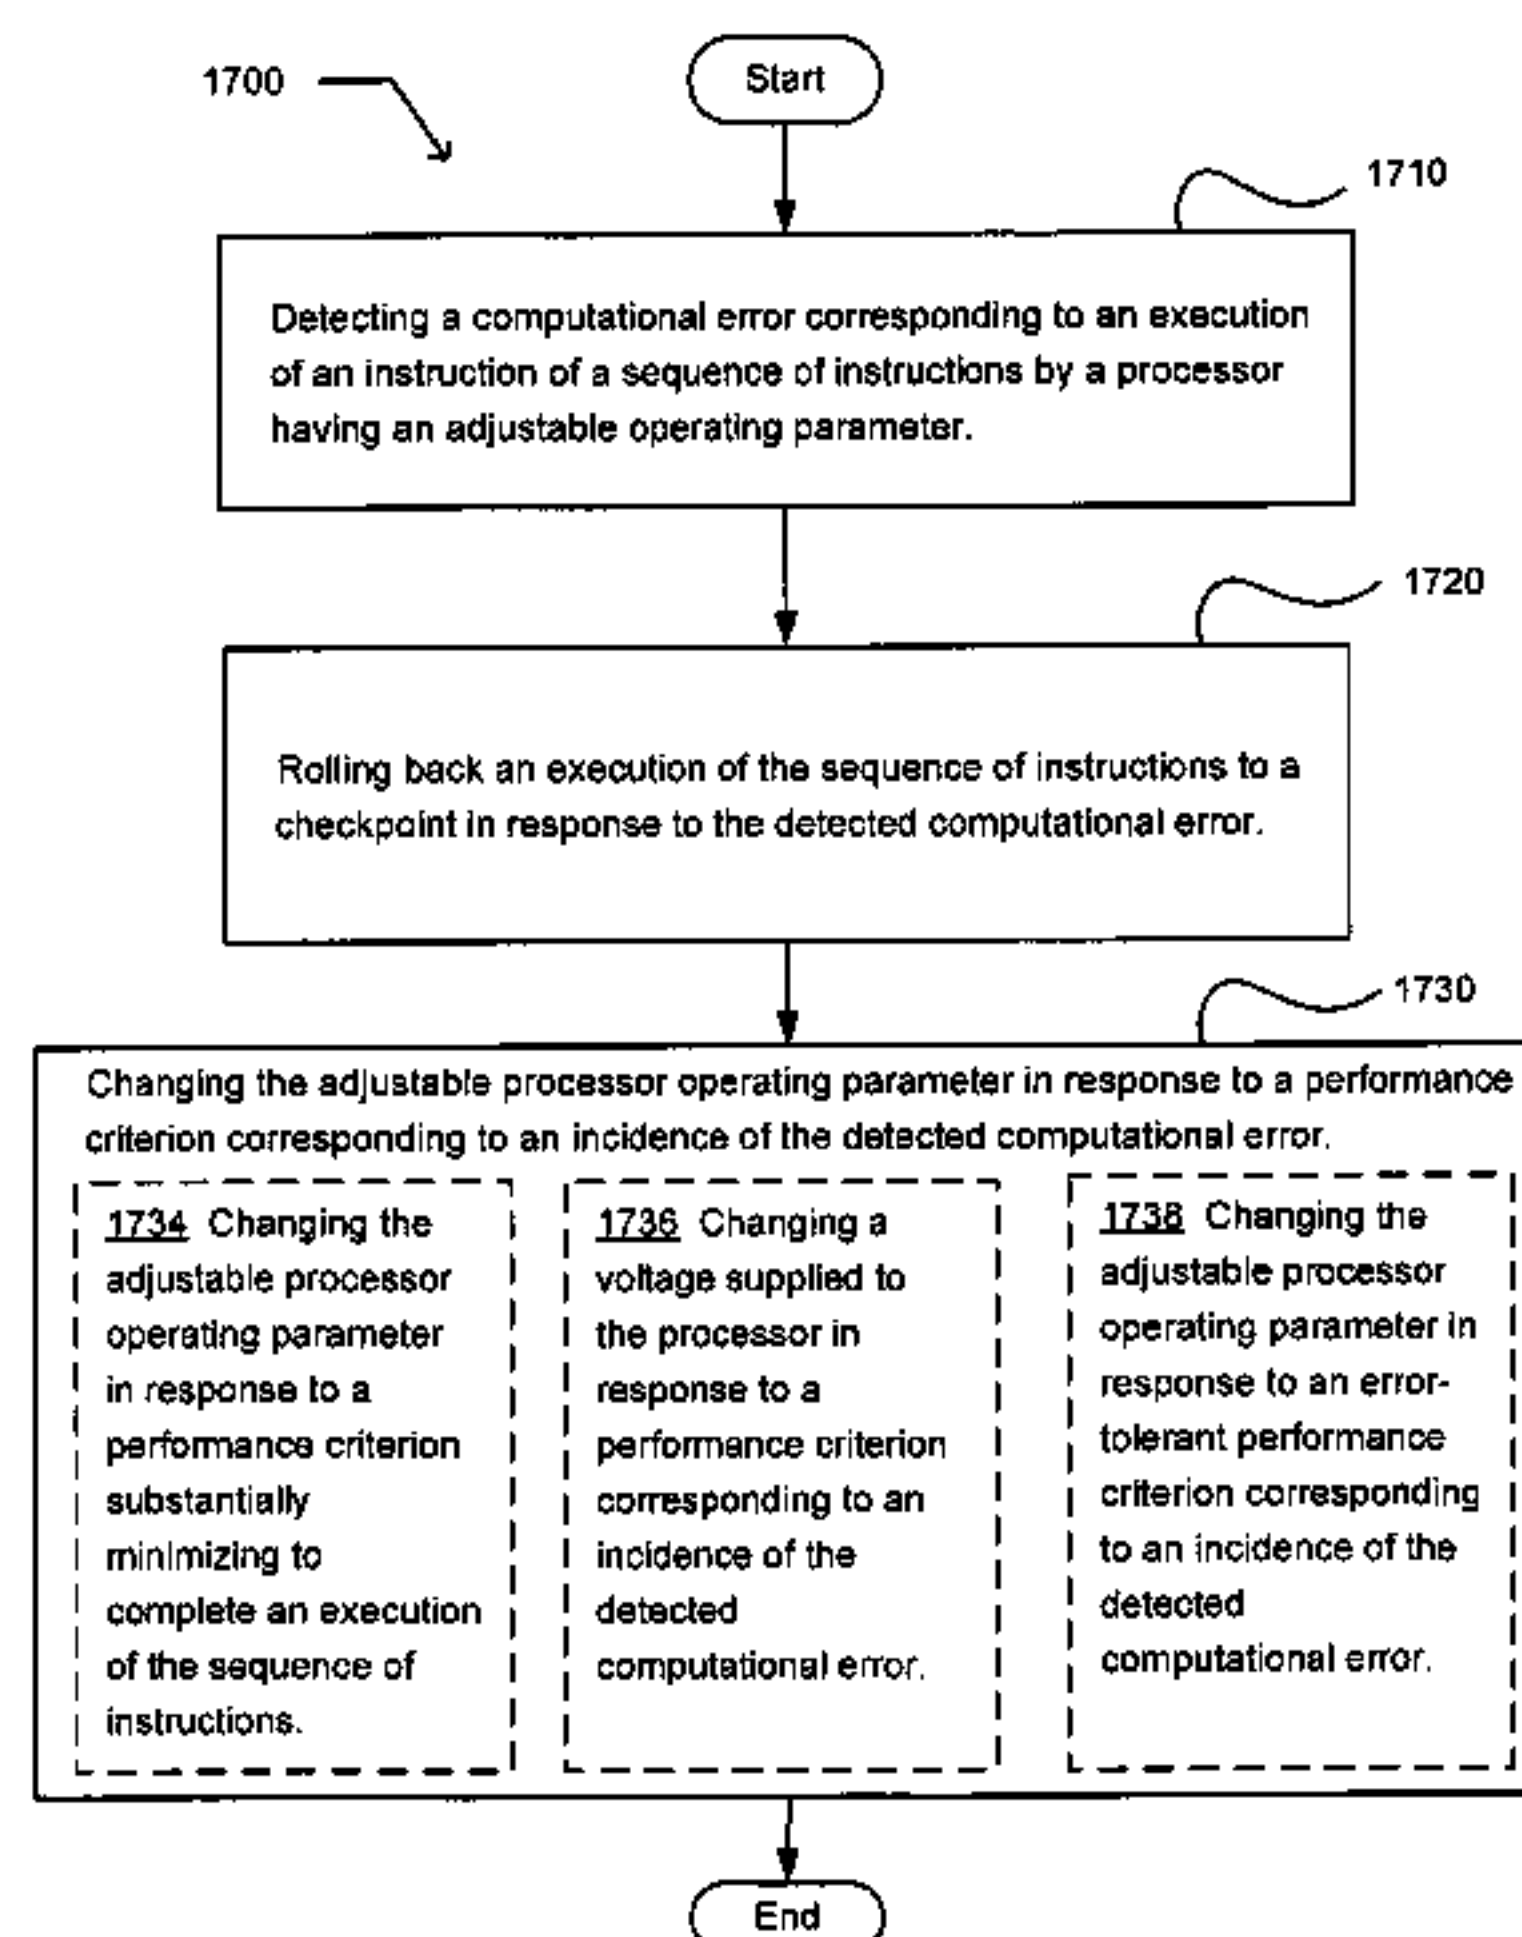 1700
Start
1710
Detecting a computational error corresponding to an execution
of an instruction of a sequence of instructions by a processor
having an adjustable operating parameter.
1720
Rolling back an execution of the sequence of instructions to a
checkpoint in response to the detected computational error.
1730
Changing the adjustable processor operating parameter in response to a performance
criterion corresponding to an incidence of the detected computational error.
1734 Changing the
adjustable processor
operating parameter
in response to a
performance criterion
substantially
minimizing to
complete an execution
of the sequence of
instructions.
1736 Changing a
voltage supplied to
the processor in
response to a
performance criterion
corresponding to an
incidence of the
detected
computational error.
1738 Changing the
adjustable processor
operating parameter in
response to an error-
tolerant performance
criterion corresponding
to an incidence of the
detected
computational error.
End